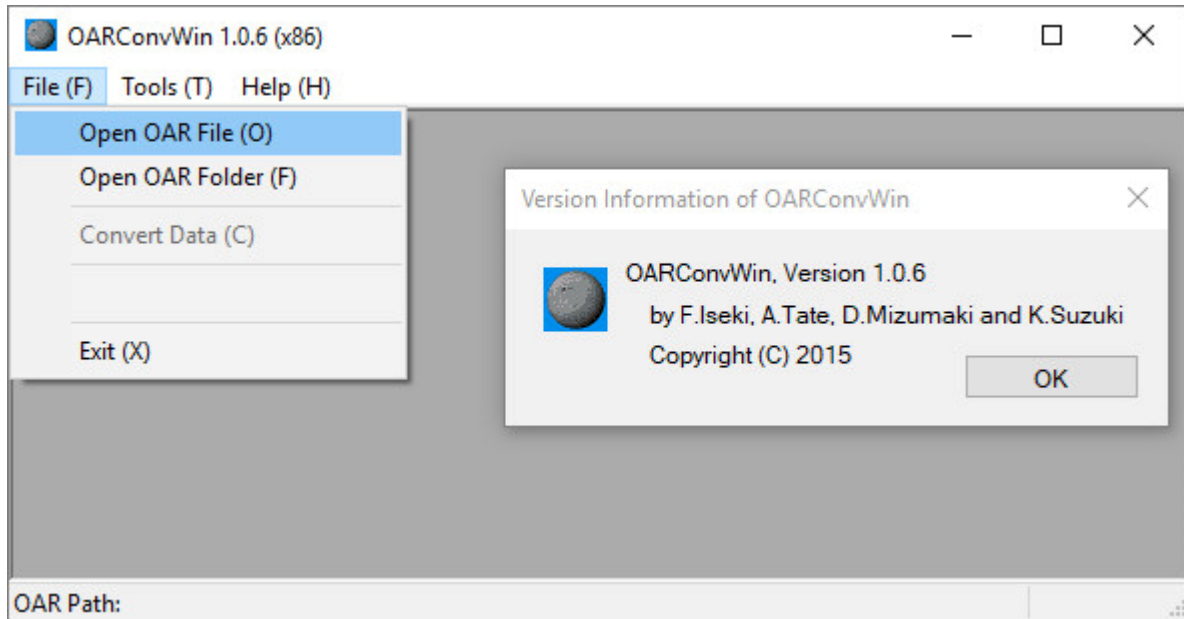 OARConvWin 1.0.6 (x86)
File (F) Tools (T) Help (H)
Open OAR File (O)
Open OAR Folder (F)
Convert Data (C)
Exit (X)
Version Information of OARConvWin
OARConvWin, Version 1.0.6
by F.Iseki, A.Tate, D.Mizumaki and K.Suzuki
Copyright (C) 2015
OK
OAR Path: